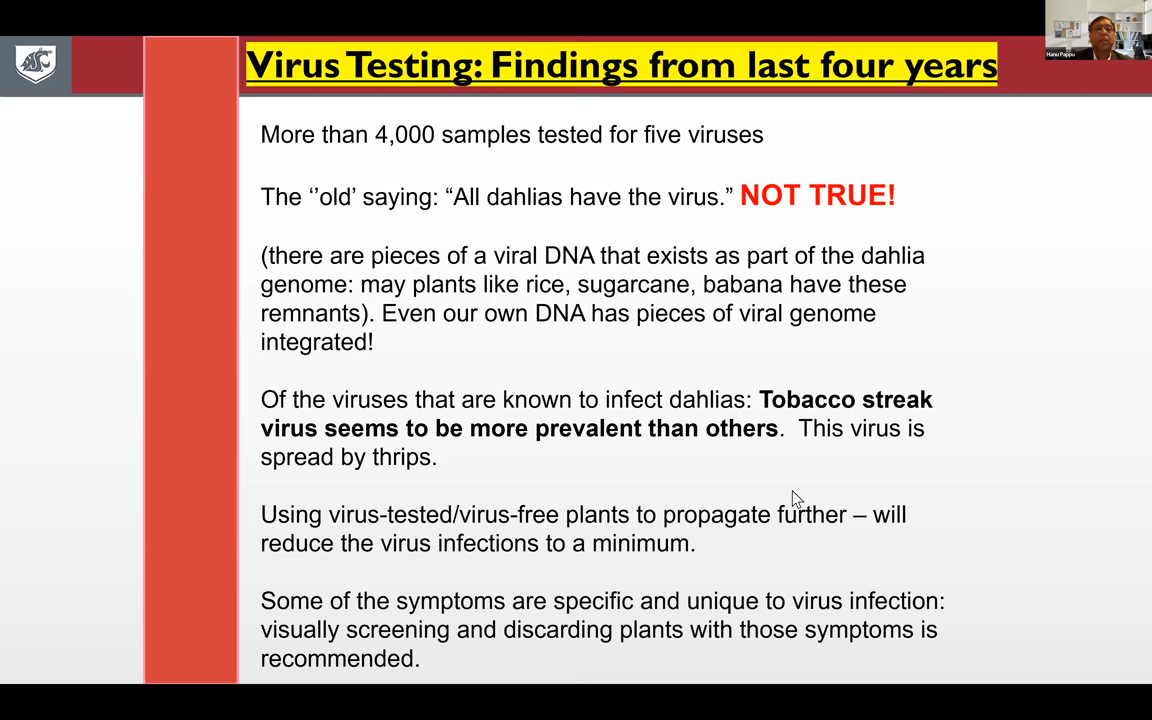 Virus Testing: Findings from last four years
Hanu Pappu
More than 4,000 samples tested for five viruses
The ‘’old’ saying: “All dahlias have the virus.” NOT TRUE!
(there are pieces of a viral DNA that exists as part of the dahlia
genome: may plants like rice, sugarcane, babana have these
remnants). Even our own DNA has pieces of viral genome
integrated!
Of the viruses that are known to infect dahlias: Tobacco streak
virus seems to be more prevalent than others. This virus is
spread by thrips.
Using virus-tested/virus-free plants to propagate further – will
reduce the virus infections to a minimum.
Some of the symptoms are specific and unique to virus infection:
visually screening and discarding plants with those symptoms is
recommended.